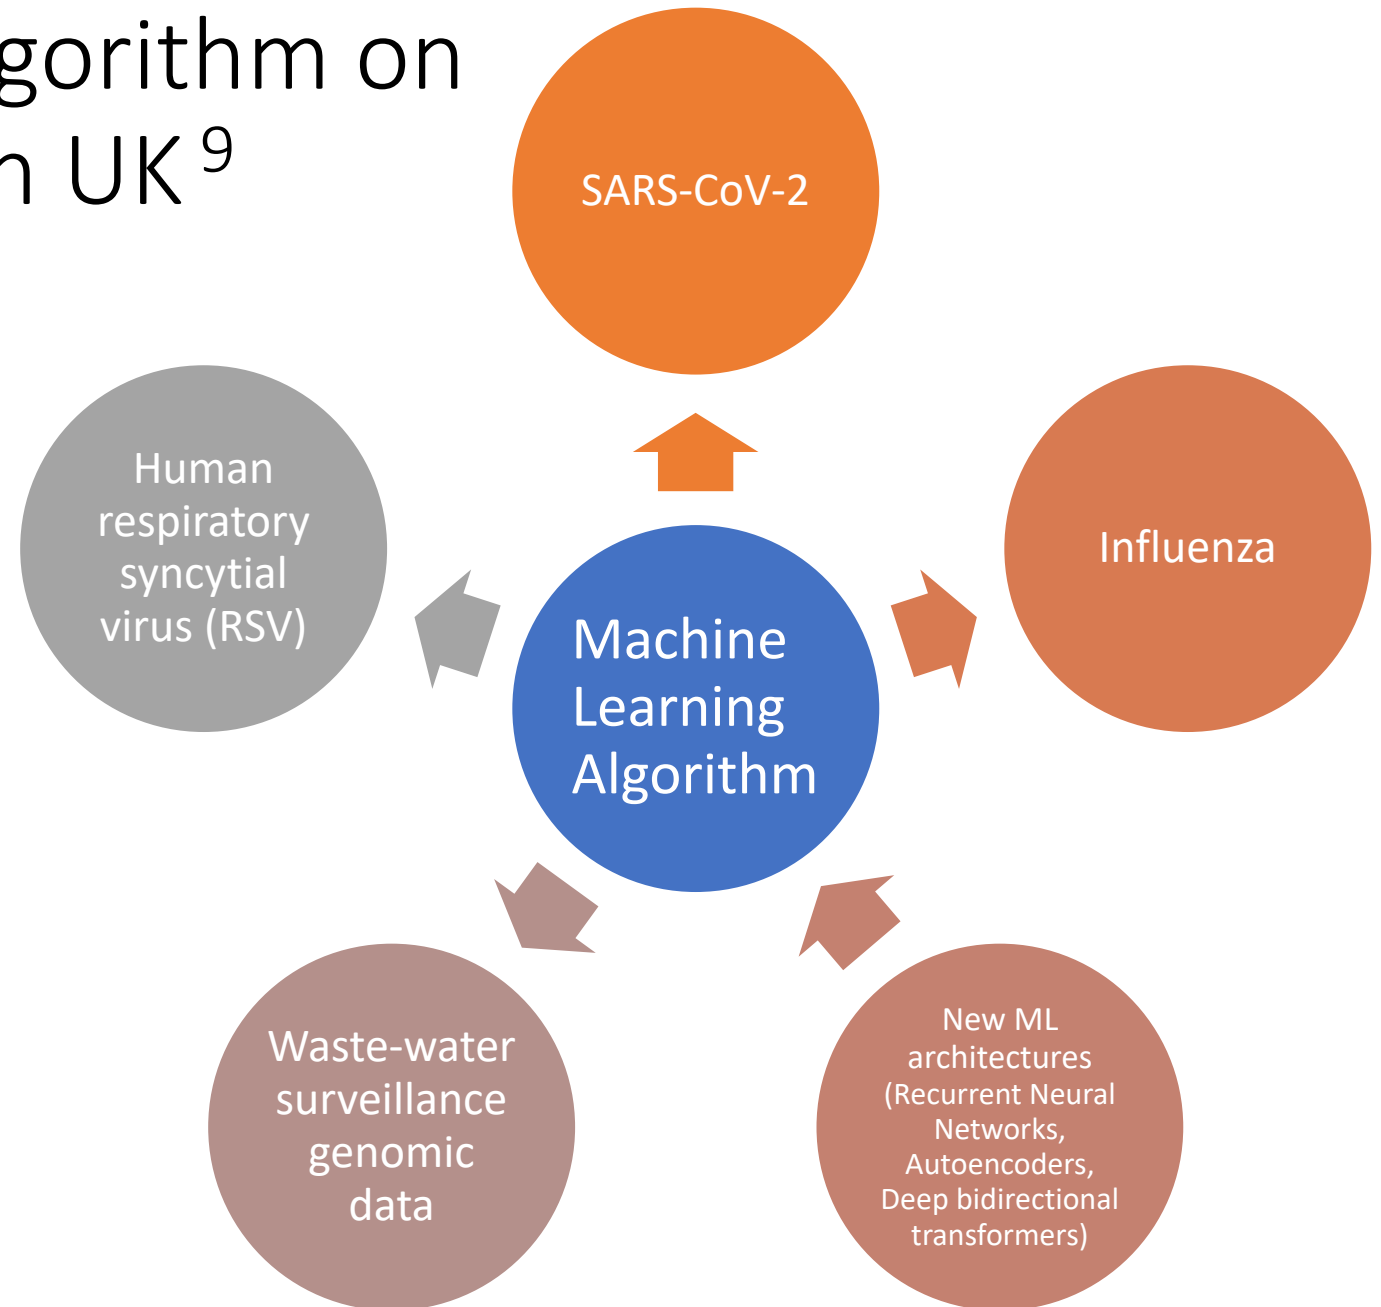 gorithm on
n UK 9
SARS-CoV-2
Human
respiratory
syncytial
virus (RSV)
Influenza
Machine
Learning
Algorithm
Waste-water
surveillance
genomic
data
New ML
architectures
(Recurrent Neural
Networks,
Autoencoders,
Deep bidirectional
transformers)